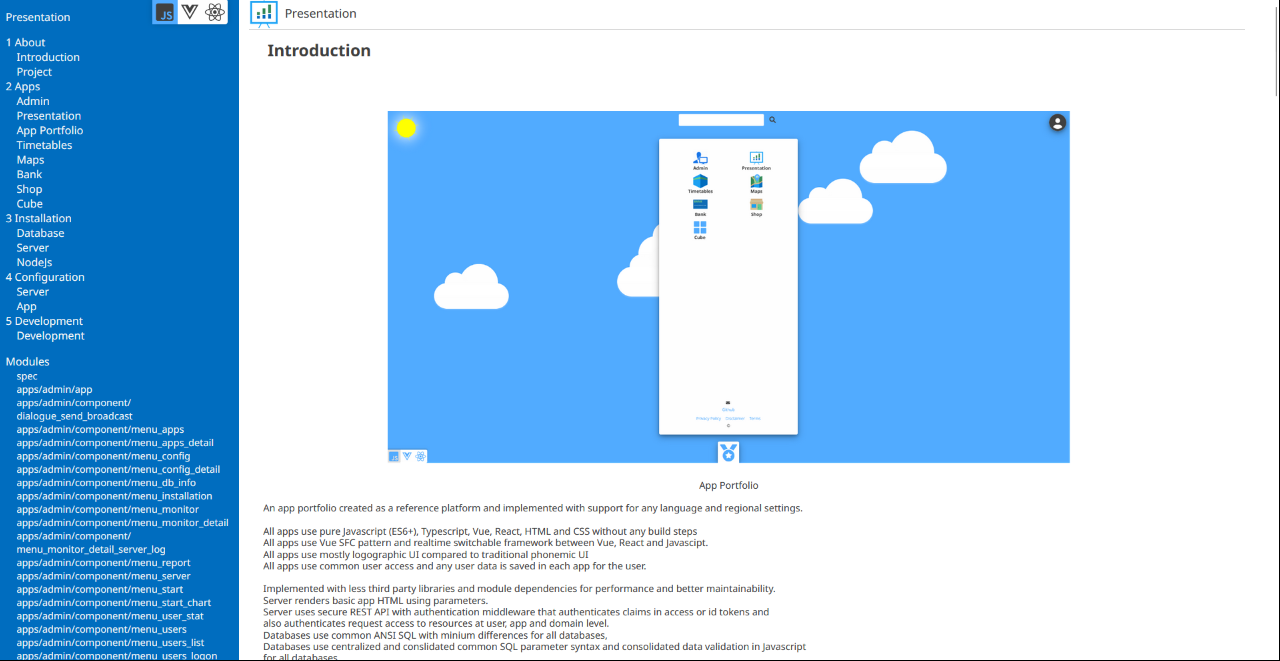 Presentation
JS
1 About
Introduction
Project
2 Apps
Admin
Presentation
App Portfolio
Timetables
Maps
Bank
Shop
Cube
3 Installation
Database
Server
NodeJs
4 Configuration
Server
App
5 Development
Development
Modules
spec
apps/admin/app
apps/admin/component/
dialogue_send_broadcast
apps/admin/component/menu_apps
apps/admin/component/menu_apps_detail
apps/admin/component/menu_config
apps/admin/component/menu_config_detail
apps/admin/component/menu_db_info
apps/admin/component/menu_installation
apps/admin/component/menu_monitor
apps/admin/component/menu_monitor_detail
apps/admin/component/
menu_monitor_detail_server_log
apps/admin/component/menu_report
apps/admin/component/menu_server
apps/admin/component/menu_start
apps/admin/component/menu_start_chart
apps/admin/component/menu_user_stat
apps/admin/component/menu_users
apps/admin/component/menu_users_list
apps/admin/component/menu_users_logon
Presentation
Introduction
Admin
Presentation
Timetables
Maps
Bank
Shop
Cube
Privacy Policy Disclaimer Terms
App Portfolio
An app portfolio created as a reference platform and implemented with support for any language and regional settings.
All apps use pure Javascript (ES6+), Typescript, Vue, React, HTML and CSS without any build steps
All apps use Vue SFC pattern and realtime switchable framework between Vue, React and Javascipt.
All apps use mostly logographic UI compared to traditional phonemic UI
All apps use common user access and any user data is saved in each app for the user.
Implemented with less third party libraries and module dependencies for performance and better maintainability.
Server renders basic app HTML using parameters.
Server uses secure REST API with authentication middleware that authenticates claims in access or id tokens and
also authenticates request access to resources at user, app and domain level.
Databases use common ANSI SQL with minium differences for all databases,
Databases use centralized and conslidated common SQL parameter syntax and consolidated data validation in Javascript
for all databases